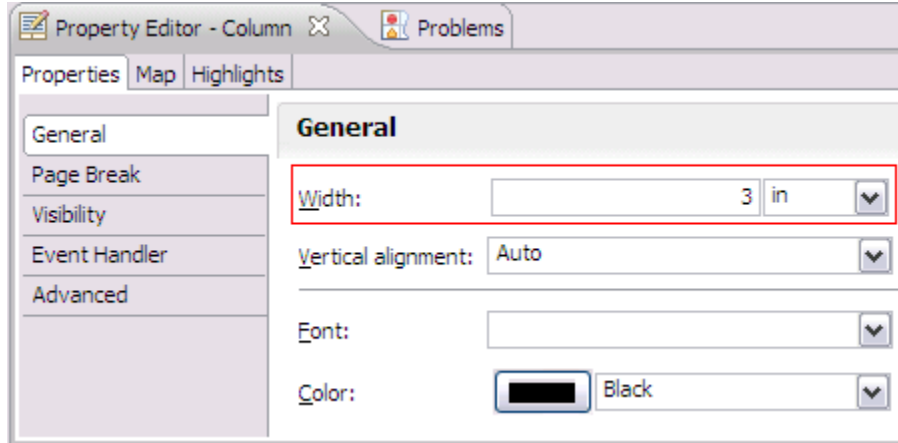 Property Editor - Column Problems
Properties Map Highlights
General
Page Break
Visibility
Event Handler
Advanced
General
Width: 3 in
Vertical alignment: Auto
Font:
Color: Black